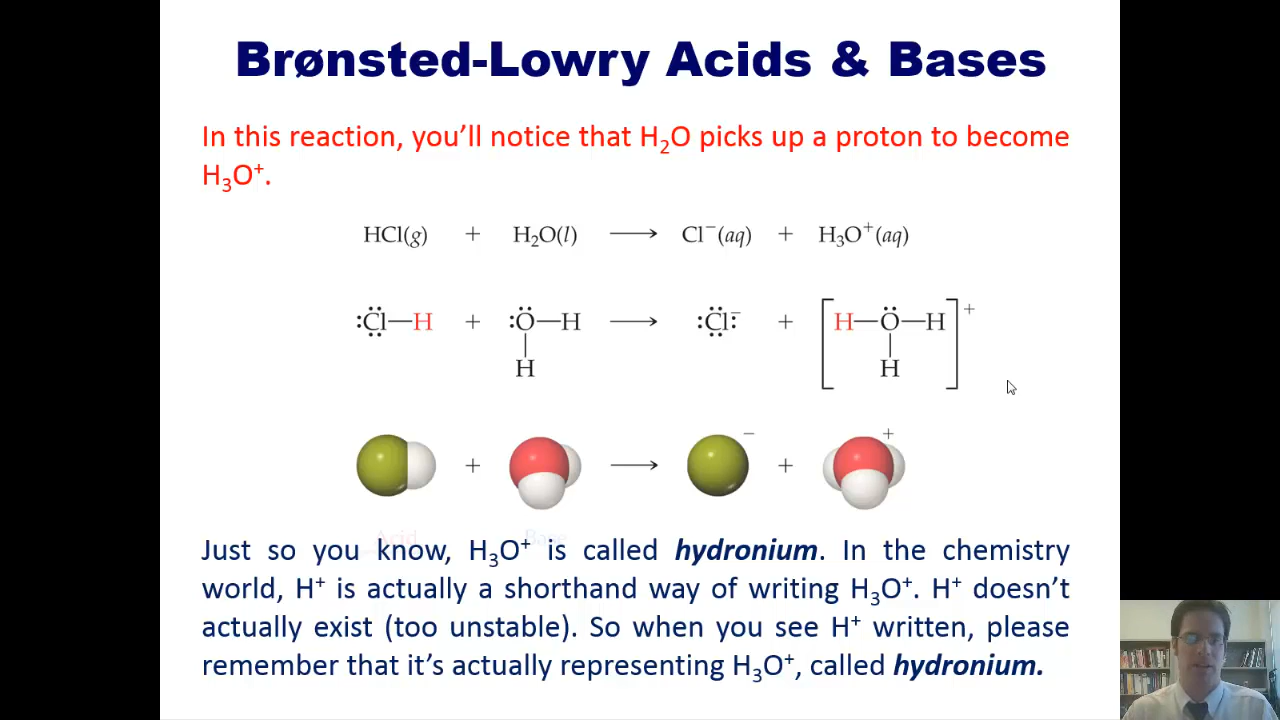 Brønsted-Lowry Acids & Bases
In this reaction, you’ll notice that H₂O picks up a proton to become
H₃O⁺.
HCl(g) + H₂O(l) ⟶ Cl⁻(aq) + H₃O⁺(aq)
:Cl—H + :O—H ⟶ :Cl:⁻ + [H—O—H]⁺
H H
+ ⟶ − + +
Acid Base
Just so you know, H₃O⁺ is called hydronium. In the chemistry
world, H⁺ is actually a shorthand way of writing H₃O⁺. H⁺ doesn’t
actually exist (too unstable). So when you see H⁺ written, please
remember that it’s actually representing H₃O⁺, called hydronium.